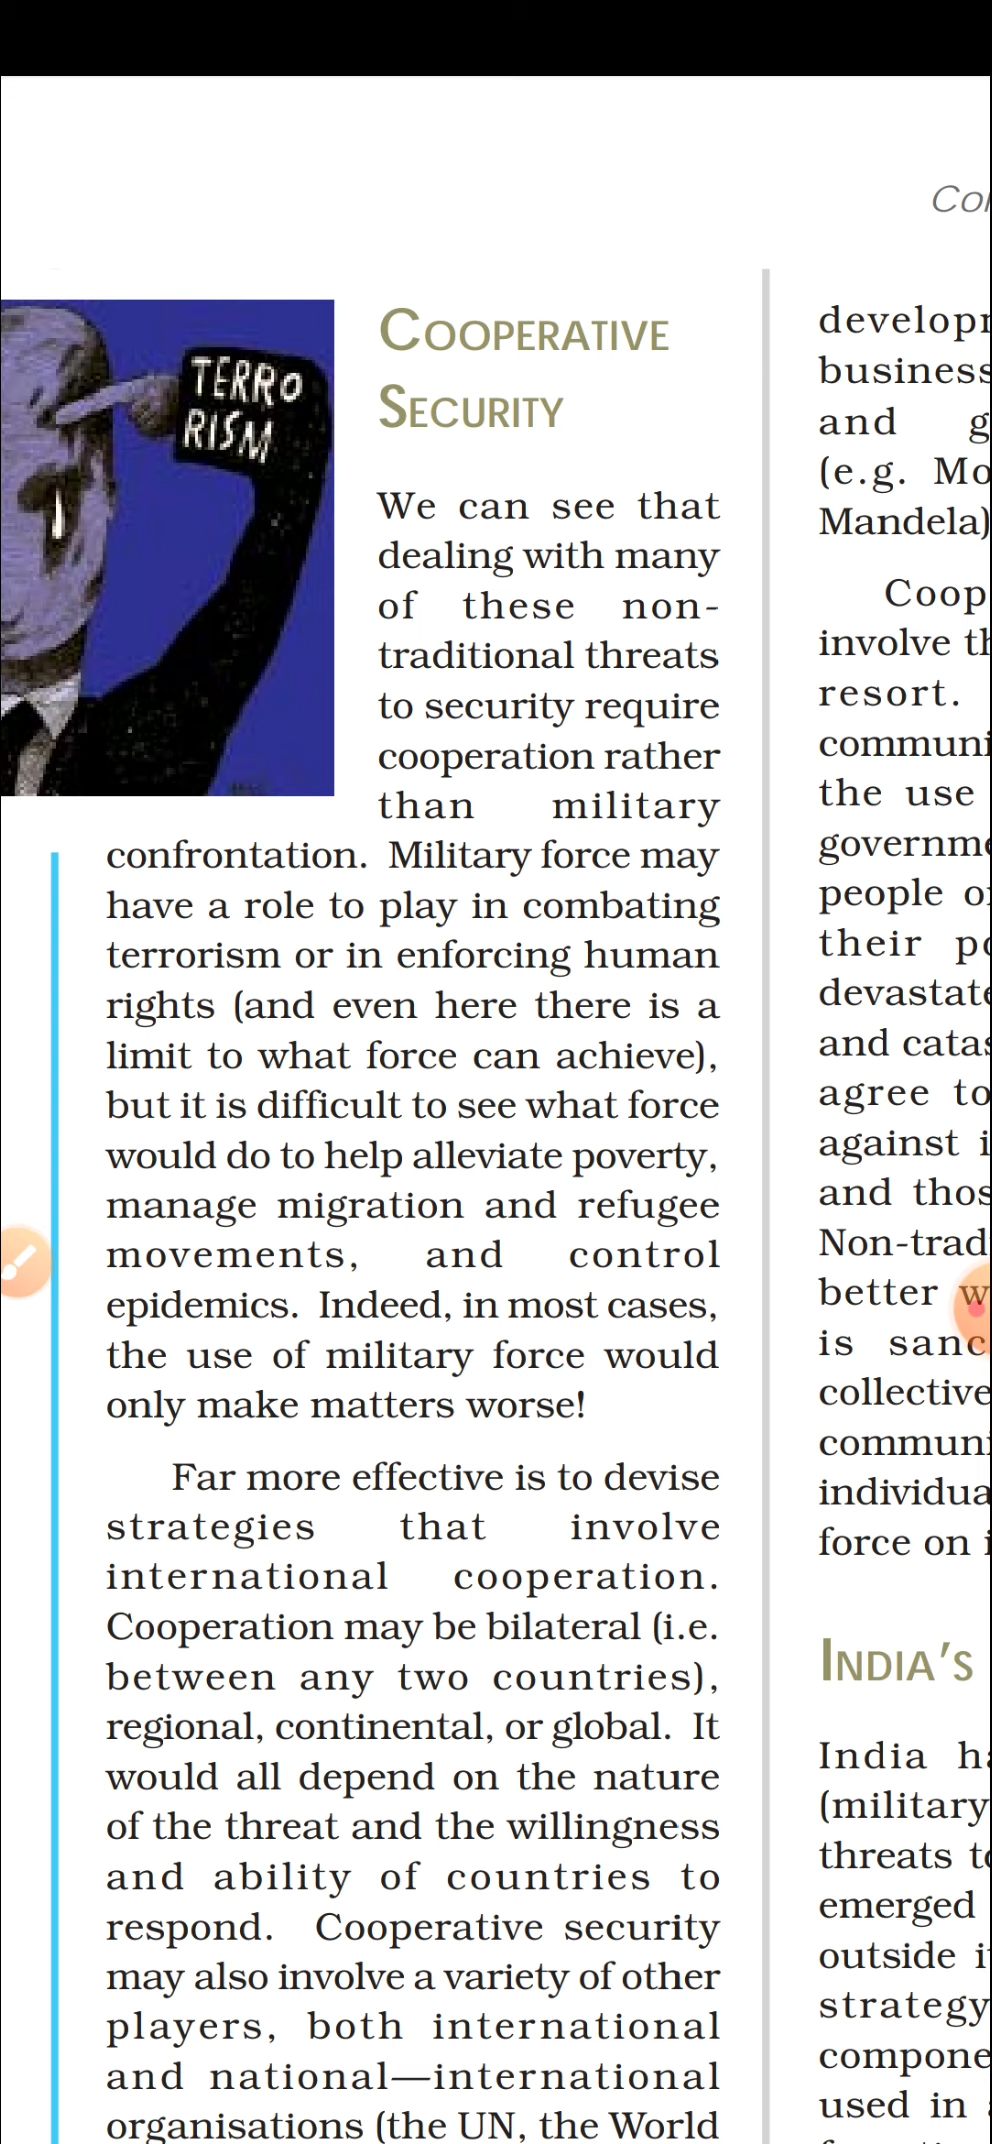 Cooperative
Security
TERRO
RISM
We can see that
dealing with many
of these non-
traditional threats
to security require
cooperation rather
than military
confrontation. Military force may
have a role to play in combating
terrorism or in enforcing human
rights (and even here there is a
limit to what force can achieve),
but it is difficult to see what force
would do to help alleviate poverty,
manage migration and refugee
movements, and control
epidemics. Indeed, in most cases,
the use of military force would
only make matters worse!
Far more effective is to devise
strategies that involve
international cooperation.
Cooperation may be bilateral (i.e.
between any two countries),
regional, continental, or global. It
would all depend on the nature
of the threat and the willingness
and ability of countries to
respond. Cooperative security
may also involve a variety of other
players, both international
and national—international
organisations (the UN, the World
business
and
(e.g.
Mandela)
involve
resort.
the use
people
their
and
agree to
against
and
better
is
collective
force on
India's
India
(military
threats
emerged
outside
strategy
used in